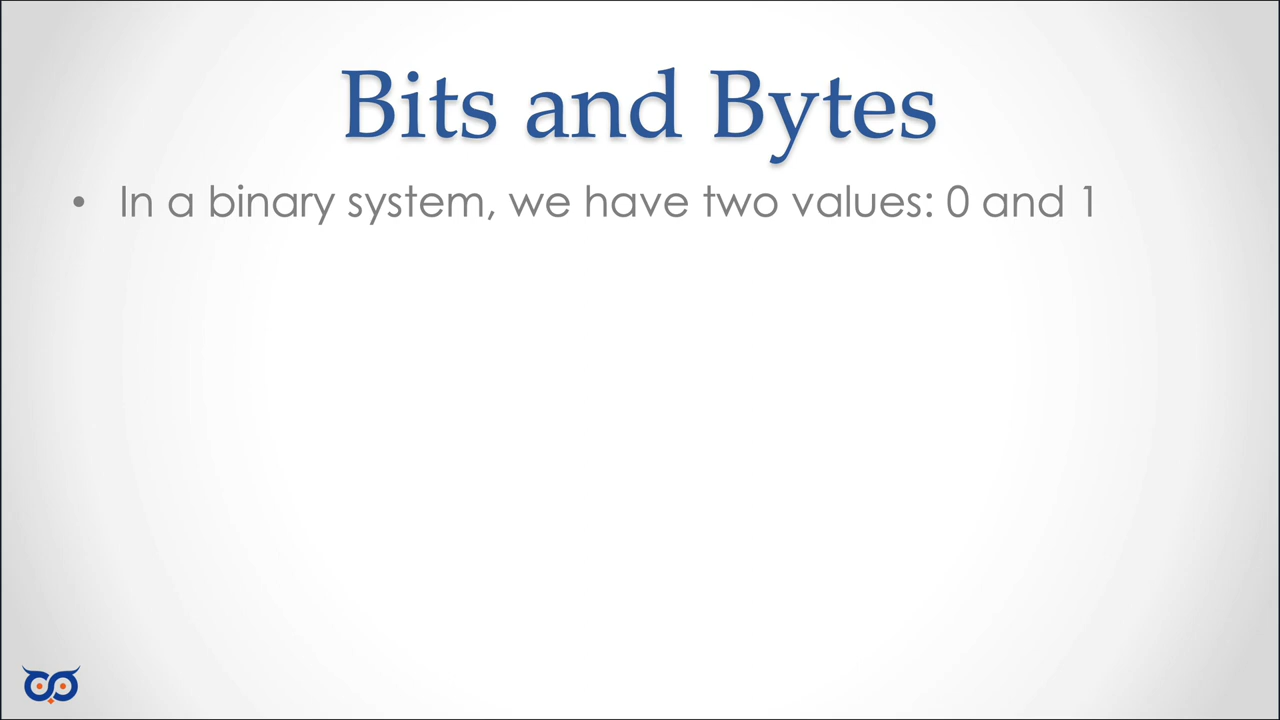 Bits and Bytes
• In a binary system, we have two values: 0 and 1